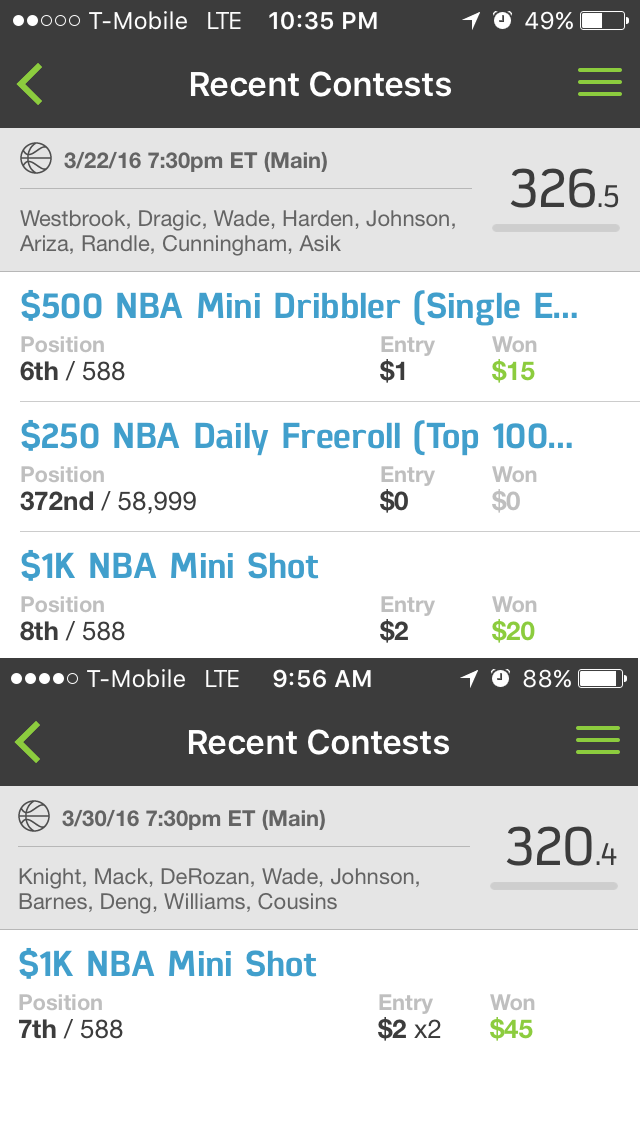 T-Mobile LTE 10:35 PM 49%
Recent Contests
3/22/16 7:30pm ET (Main)
326.5
Westbrook, Dragic, Wade, Harden, Johnson,
Ariza, Randle, Cunningham, Asik
$500 NBA Mini Dribbler (Single E...
Position Entry Won
6th / 588 $1 $15
$250 NBA Daily Freeroll (Top 100...
Position Entry Won
372nd / 58,999 $0 $0
$1K NBA Mini Shot
Position Entry Won
8th / 588 $2 $20
T-Mobile LTE 9:56 AM 88%
Recent Contests
3/30/16 7:30pm ET (Main)
320.4
Knight, Mack, DeRozan, Wade, Johnson,
Barnes, Deng, Williams, Cousins
$1K NBA Mini Shot
Position Entry Won
7th / 588 $2 x2 $45